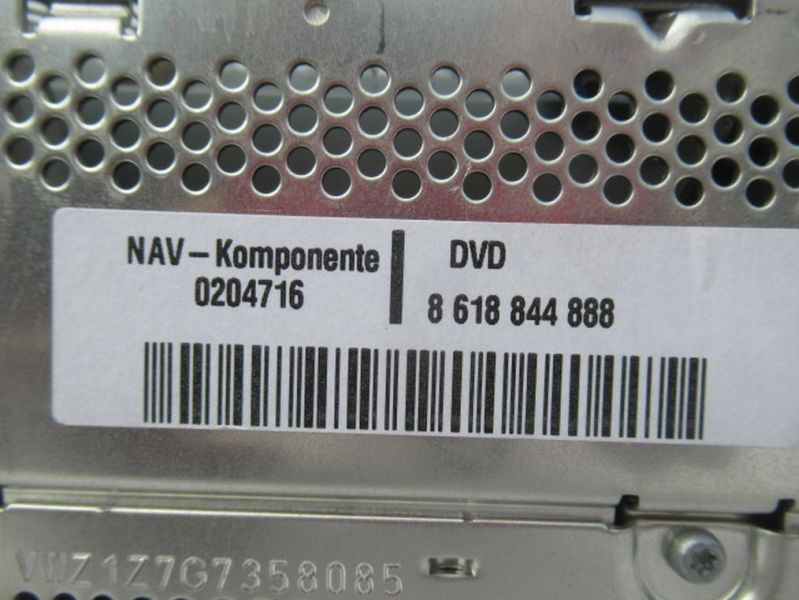 NAV-Komponente DVD
0204716 8 618 844 888
VWZ1Z7G7358085